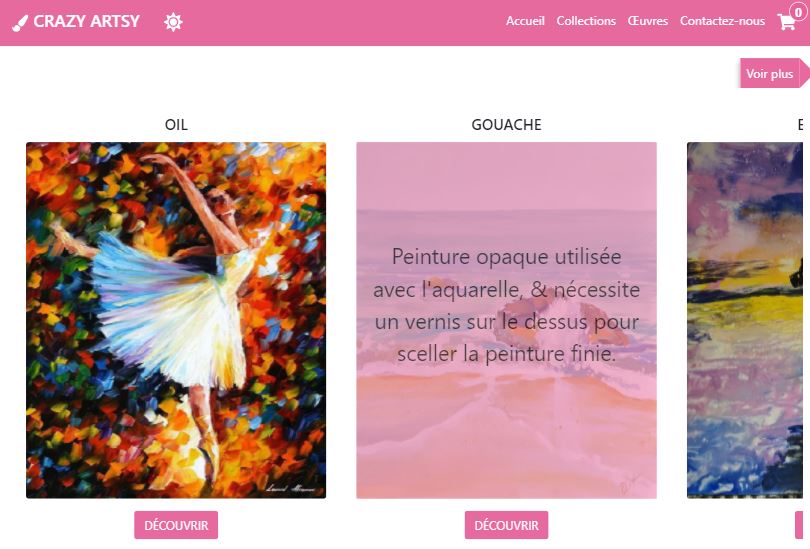 CRAZY ARTSY
Accueil Collections Œuvres Contactez-nous 0
Voir plus
OIL GOUACHE
Peinture opaque utilisée
avec l'aquarelle, & nécessite
un vernis sur le dessus pour
sceller la peinture finie.
DÉCOUVRIR DÉCOUVRIR